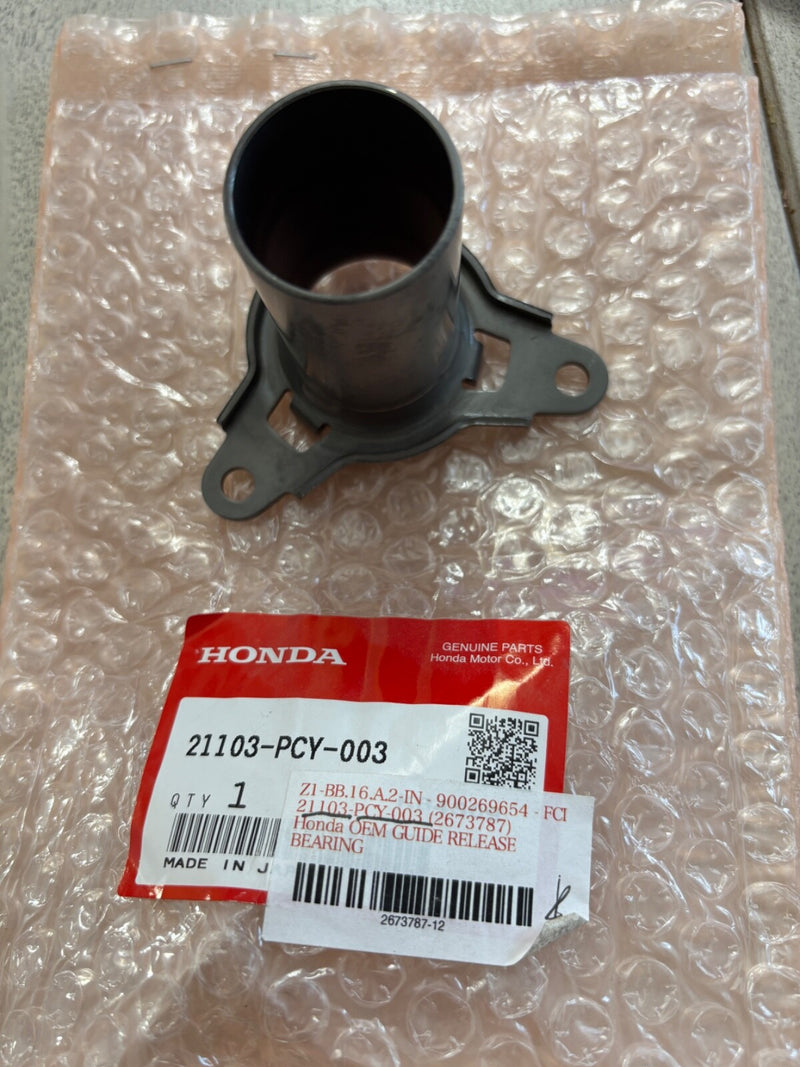 HONDA
GENUINE PARTS
Honda Motor Co., Ltd.
21103-PCY-003
QTY 1
MADE IN JA
Z1-BB.16.A.2-IN - 900269654 - FCI
21103-PCY-003 (2673787)
Honda OEM GUIDE RELEASE
BEARING
2673787-12